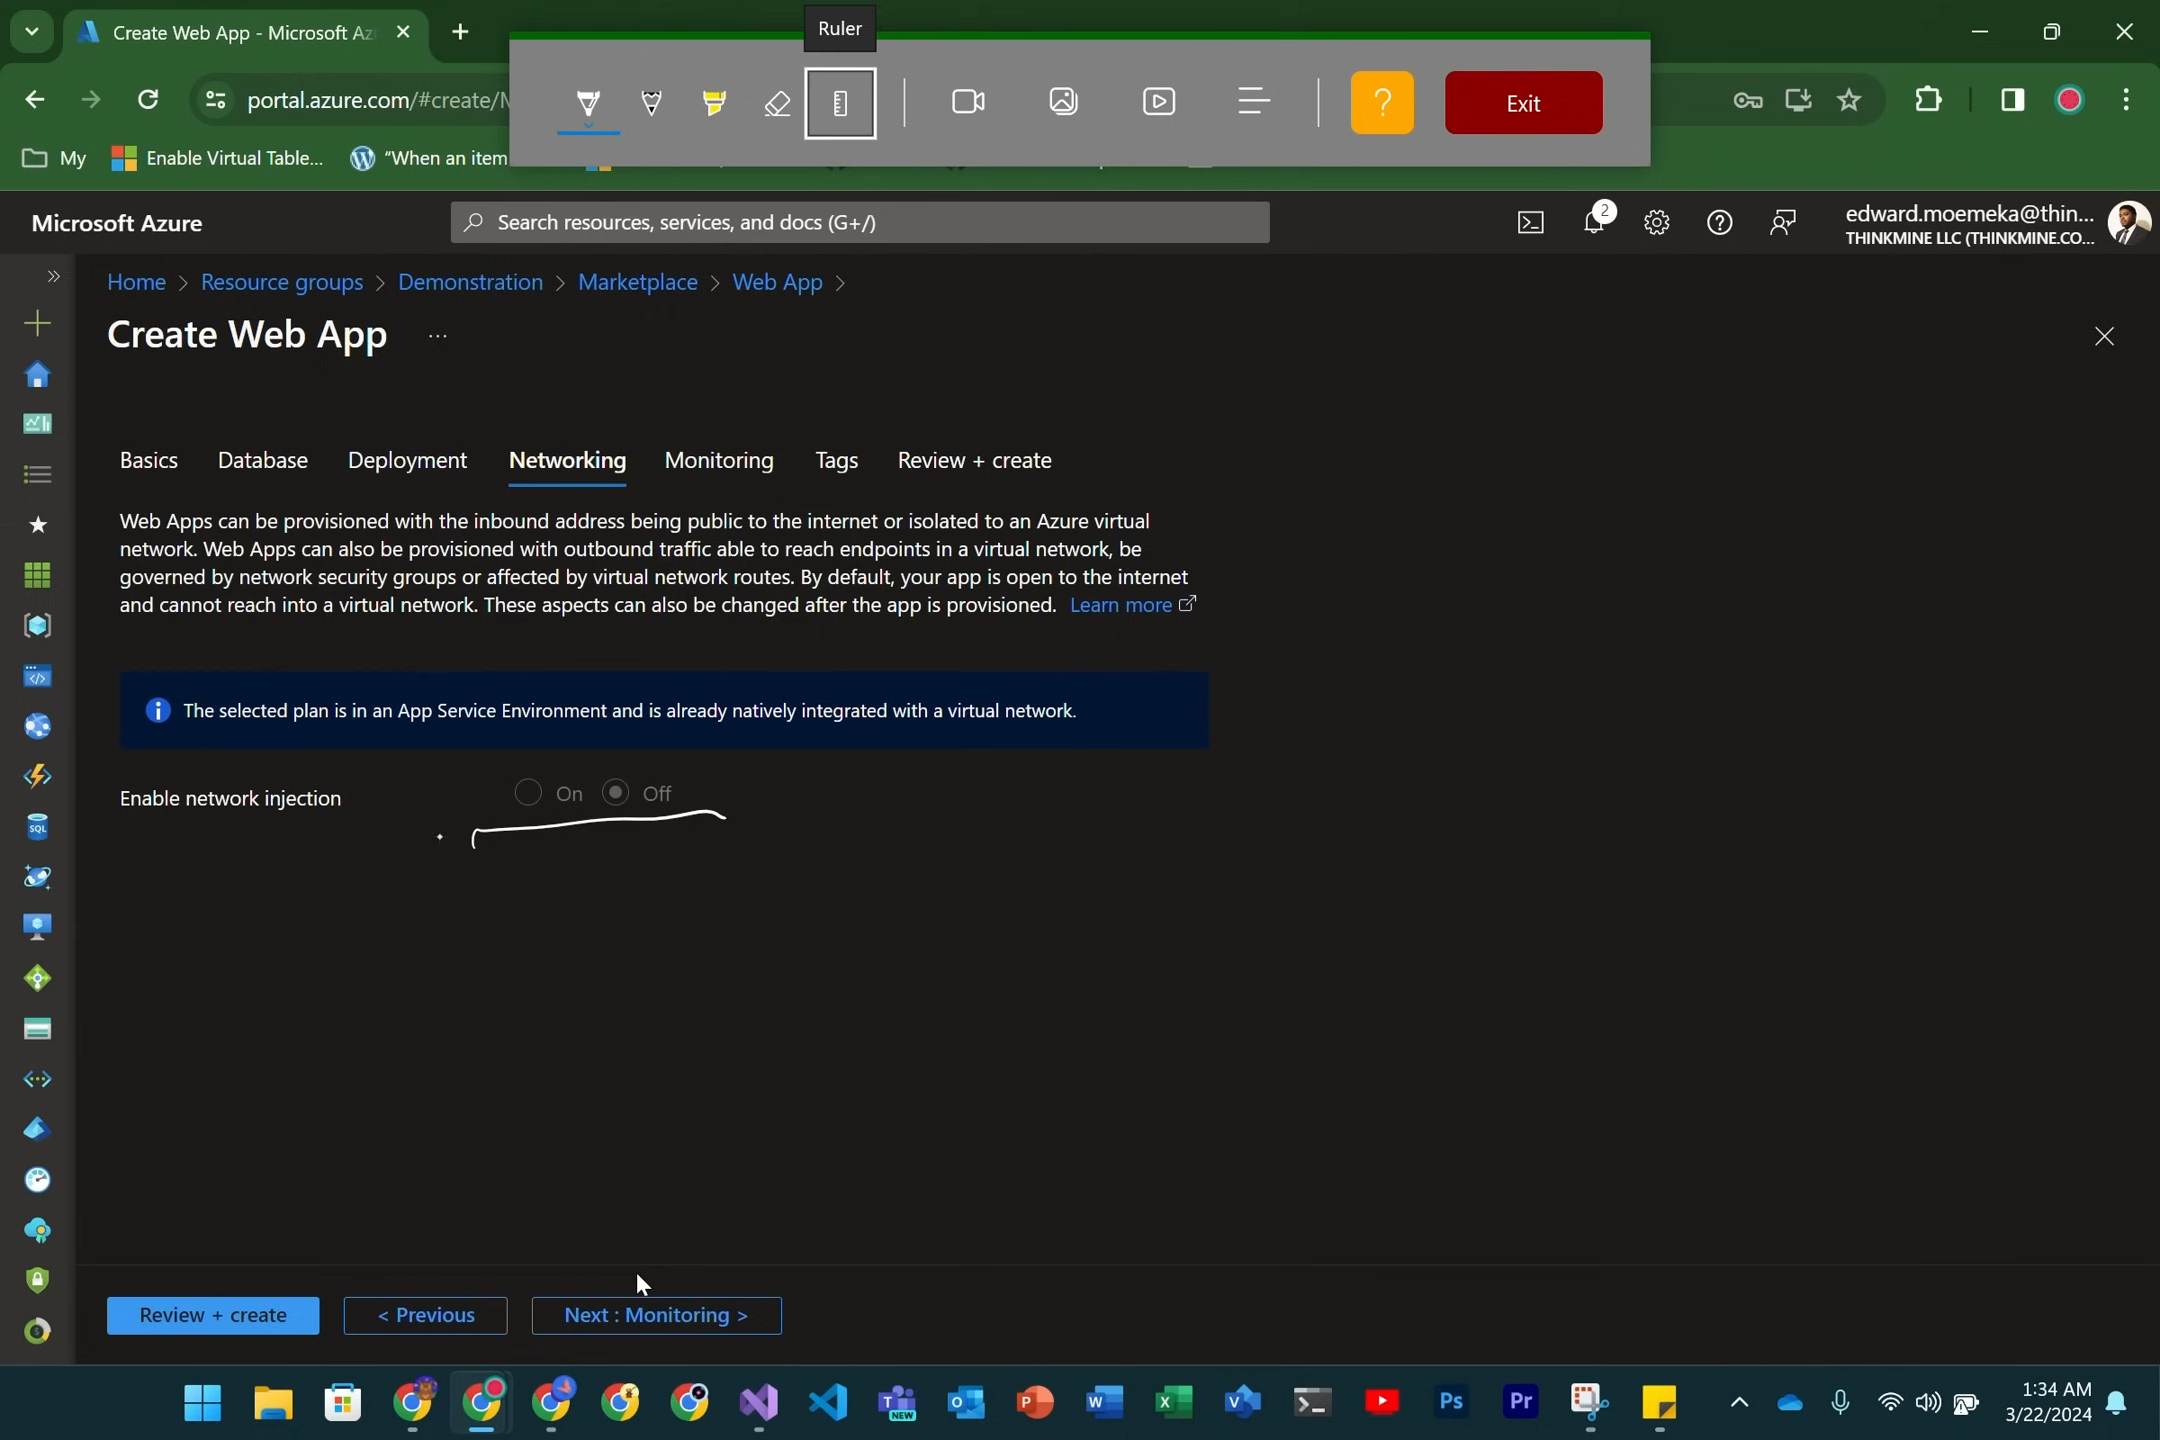 Create Web App - Microsoft Az
Ruler
portal.azure.com/#create/M
Exit
My
Enable Virtual Table...
"When an item
Microsoft Azure
Search resources, services, and docs (G+/)
2
edward.moemeka@thin...
THINKMINE LLC (THINKMINE.CO...
Home > Resource groups > Demonstration > Marketplace > Web App >
Create Web App ...
Basics Database Deployment Networking Monitoring Tags Review + create
Web Apps can be provisioned with the inbound address being public to the internet or isolated to an Azure virtual
network. Web Apps can also be provisioned with outbound traffic able to reach endpoints in a virtual network, be
governed by network security groups or affected by virtual network routes. By default, your app is open to the internet
and cannot reach into a virtual network. These aspects can also be changed after the app is provisioned. Learn more
The selected plan is in an App Service Environment and is already natively integrated with a virtual network.
Enable network injection On Off
SQL
Review + create
< Previous
Next : Monitoring >
NEW
Ps
Pr
1:34 AM
3/22/2024